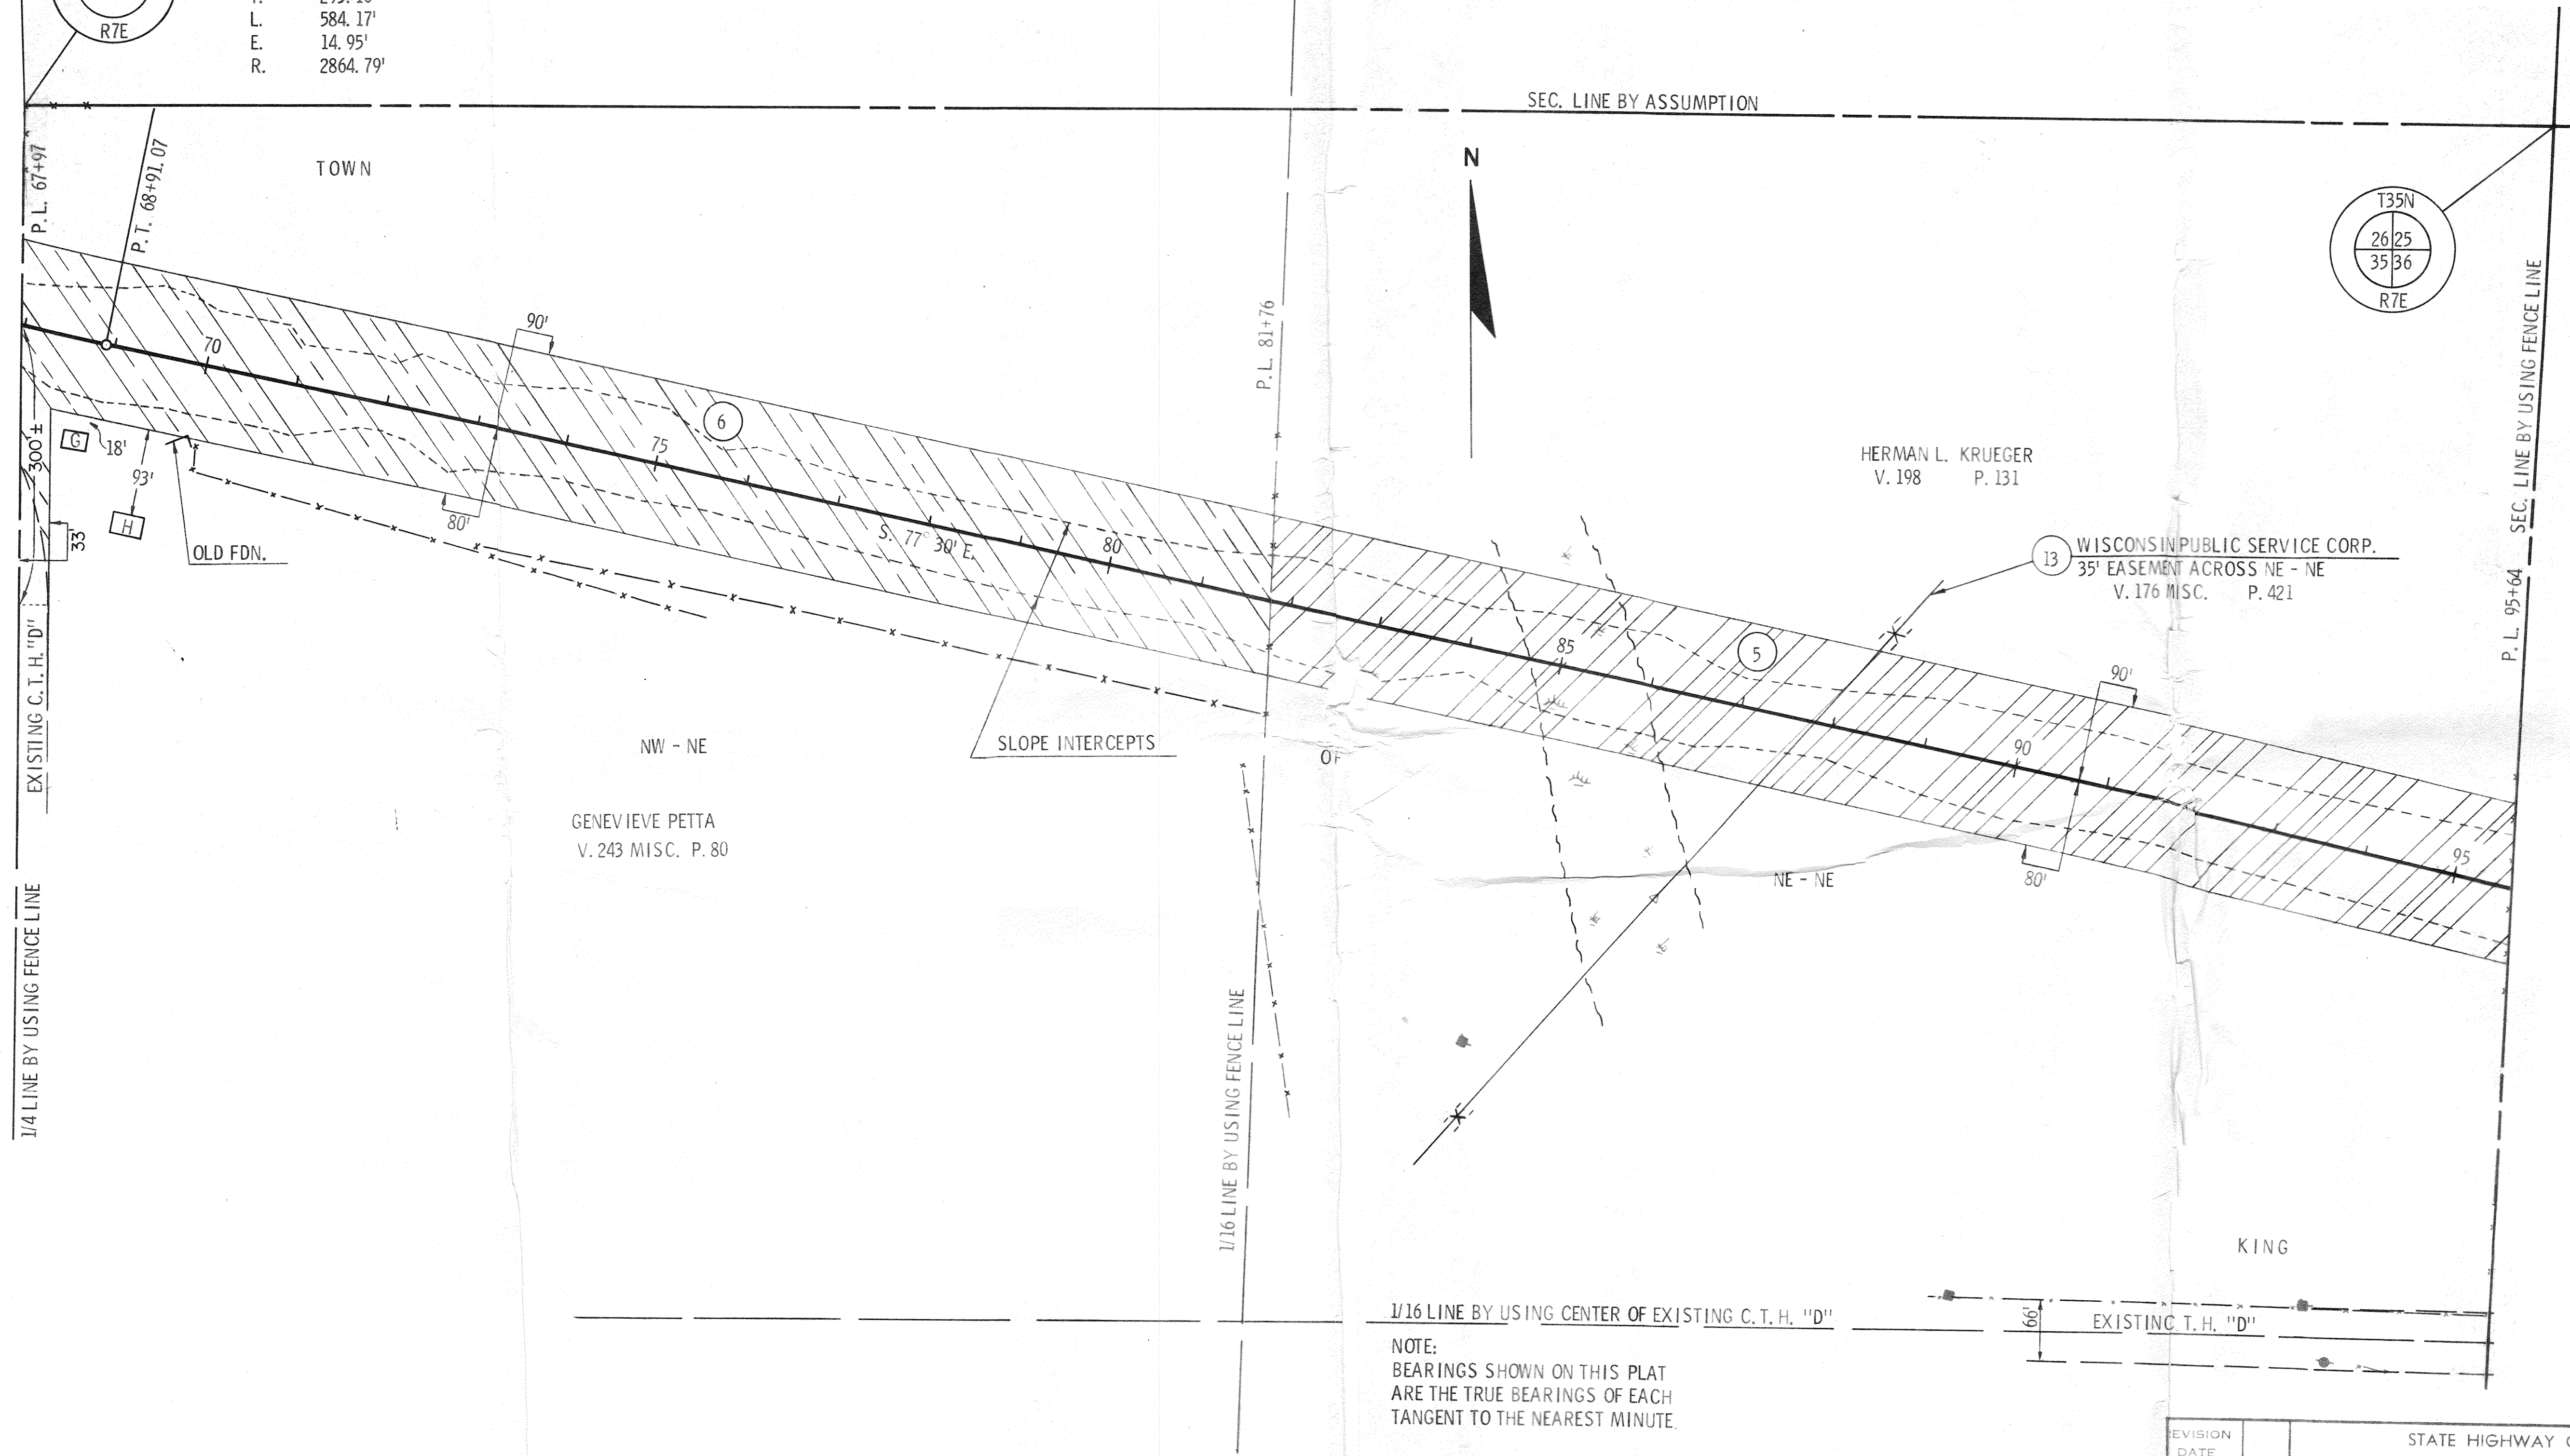 R7E
L. 584.17'
E. 14.95'
R. 2864.79'
SEC. LINE BY ASSUMPTION
N
TOWN
P.L. 67+97
P.T. 68+91.07
T35N
26 25
35 36
R7E
70
90'
6
75
S. 77° 30' E.
80
80'
G
18'
93'
H
300'±
33'
OLD FDN.
EXISTING C.T.H. "D"
1/4 LINE BY USING FENCE LINE
SLOPE INTERCEPTS
NW - NE
GENEVIEVE PETTA
V. 243 MISC. P. 80
P.L. 81+76
1/16 LINE BY USING FENCE LINE
OF
HERMAN L. KRUEGER
V. 198 P. 131
13
WISCONSIN PUBLIC SERVICE CORP.
35' EASEMENT ACROSS NE - NE
V. 176 MISC. P. 421
85
5
90'
90
80'
95
NE - NE
P. L. 95+64 SEC. LINE BY USING FENCE LINE
KING
1/16 LINE BY USING CENTER OF EXISTING C.T.H. "D"
66'
EXISTING T.H. "D"
NOTE:
BEARINGS SHOWN ON THIS PLAT
ARE THE TRUE BEARINGS OF EACH
TANGENT TO THE NEAREST MINUTE.
REVISION
DATE
STATE HIGHWAY